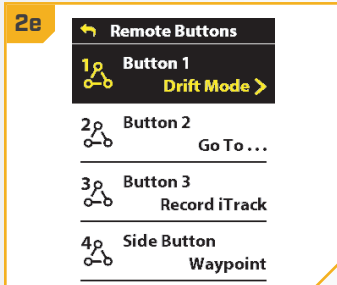 2e
Remote Buttons
1 Button 1
Drift Mode >
2 Button 2
Go To...
3 Button 3
Record iTrack
4 Side Button
Waypoint